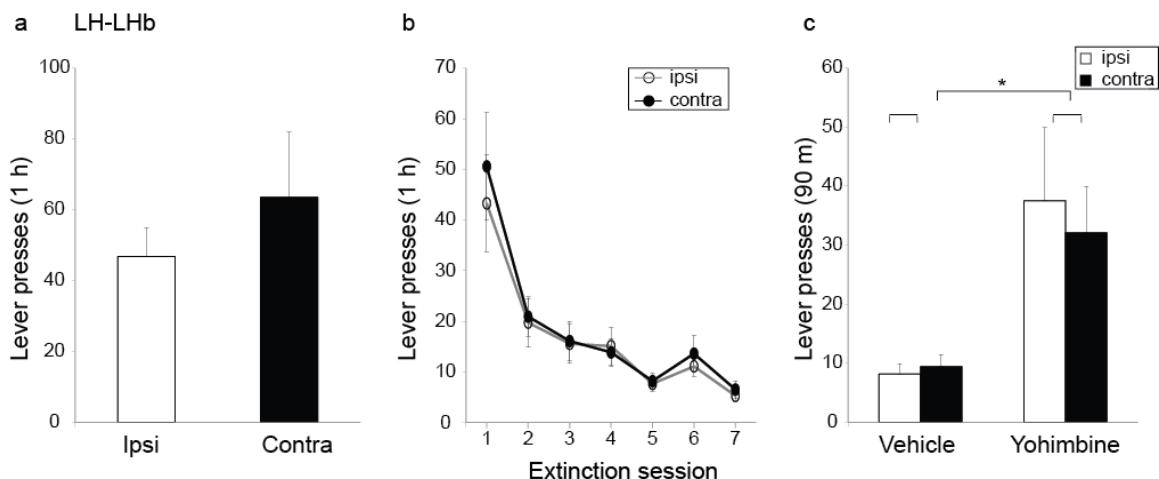 a LH-LHb
Lever presses (1 h)
100
80
60
40
20
0
Ipsi Contra
b
Lever presses (1 h)
70
60
50
40
30
20
10
0
ipsi
contra
1 2 3 4 5 6 7
Extinction session
c
Lever presses (90 m)
60
50
40
30
20
10
0
ipsi
contra
*
Vehicle Yohimbine